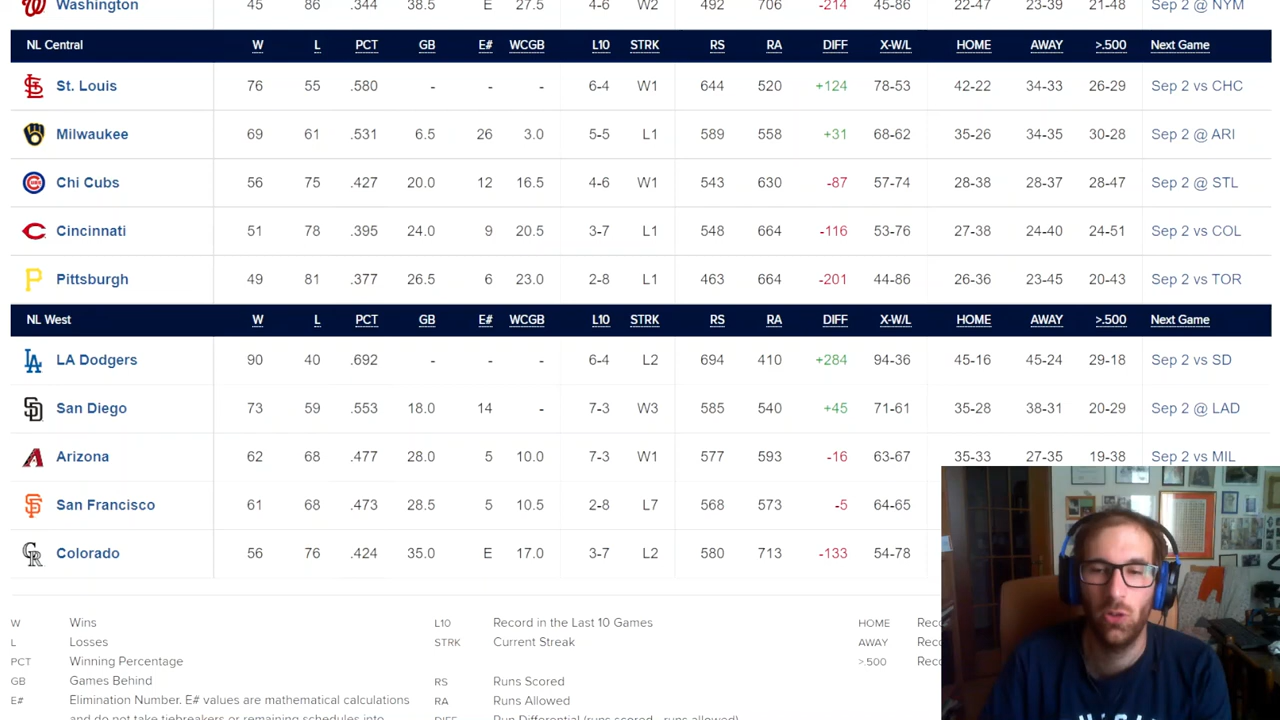 Washington 45 86 .344 38.5 E 27.5 4-6 W2 492 706 -214 45-86 22-47 23-39 21-48 Sep 2 @ NYM
NL Central W L PCT GB E# WCGB L10 STRK RS RA DIFF X-W/L HOME AWAY >.500 Next Game
St. Louis 76 55 .580 - - - 6-4 W1 644 520 +124 78-53 42-22 34-33 26-29 Sep 2 vs CHC
Milwaukee 69 61 .531 6.5 26 3.0 5-5 L1 589 558 +31 68-62 35-26 34-35 30-28 Sep 2 @ ARI
Chi Cubs 56 75 .427 20.0 12 16.5 4-6 W1 543 630 -87 57-74 28-38 28-37 28-47 Sep 2 @ STL
Cincinnati 51 78 .395 24.0 9 20.5 3-7 L1 548 664 -116 53-76 27-38 24-40 24-51 Sep 2 vs COL
Pittsburgh 49 81 .377 26.5 6 23.0 2-8 L1 463 664 -201 44-86 26-36 23-45 20-43 Sep 2 vs TOR
NL West W L PCT GB E# WCGB L10 STRK RS RA DIFF X-W/L HOME AWAY >.500 Next Game
LA Dodgers 90 40 .692 - - - 6-4 L2 694 410 +284 94-36 45-16 45-24 29-18 Sep 2 vs SD
San Diego 73 59 .553 18.0 14 - 7-3 W3 585 540 +45 71-61 35-28 38-31 20-29 Sep 2 @ LAD
Arizona 62 68 .477 28.0 5 10.0 7-3 W1 577 593 -16 63-67 35-33 27-35 19-38 Sep 2 vs MIL
San Francisco 61 68 .473 28.5 5 10.5 2-8 L7 568 573 -5 64-65
Colorado 56 76 .424 35.0 E 17.0 3-7 L2 580 713 -133 54-78
W Wins L10 Record in the Last 10 Games HOME
L Losses STRK Current Streak AWAY
PCT Winning Percentage >.500
GB Games Behind RS Runs Scored
E# Elimination Number. E# values are mathematical calculations RA Runs Allowed
and do not take tiebreakers or remaining schedules into DIFF Run Differential (runs scored - runs allowed)